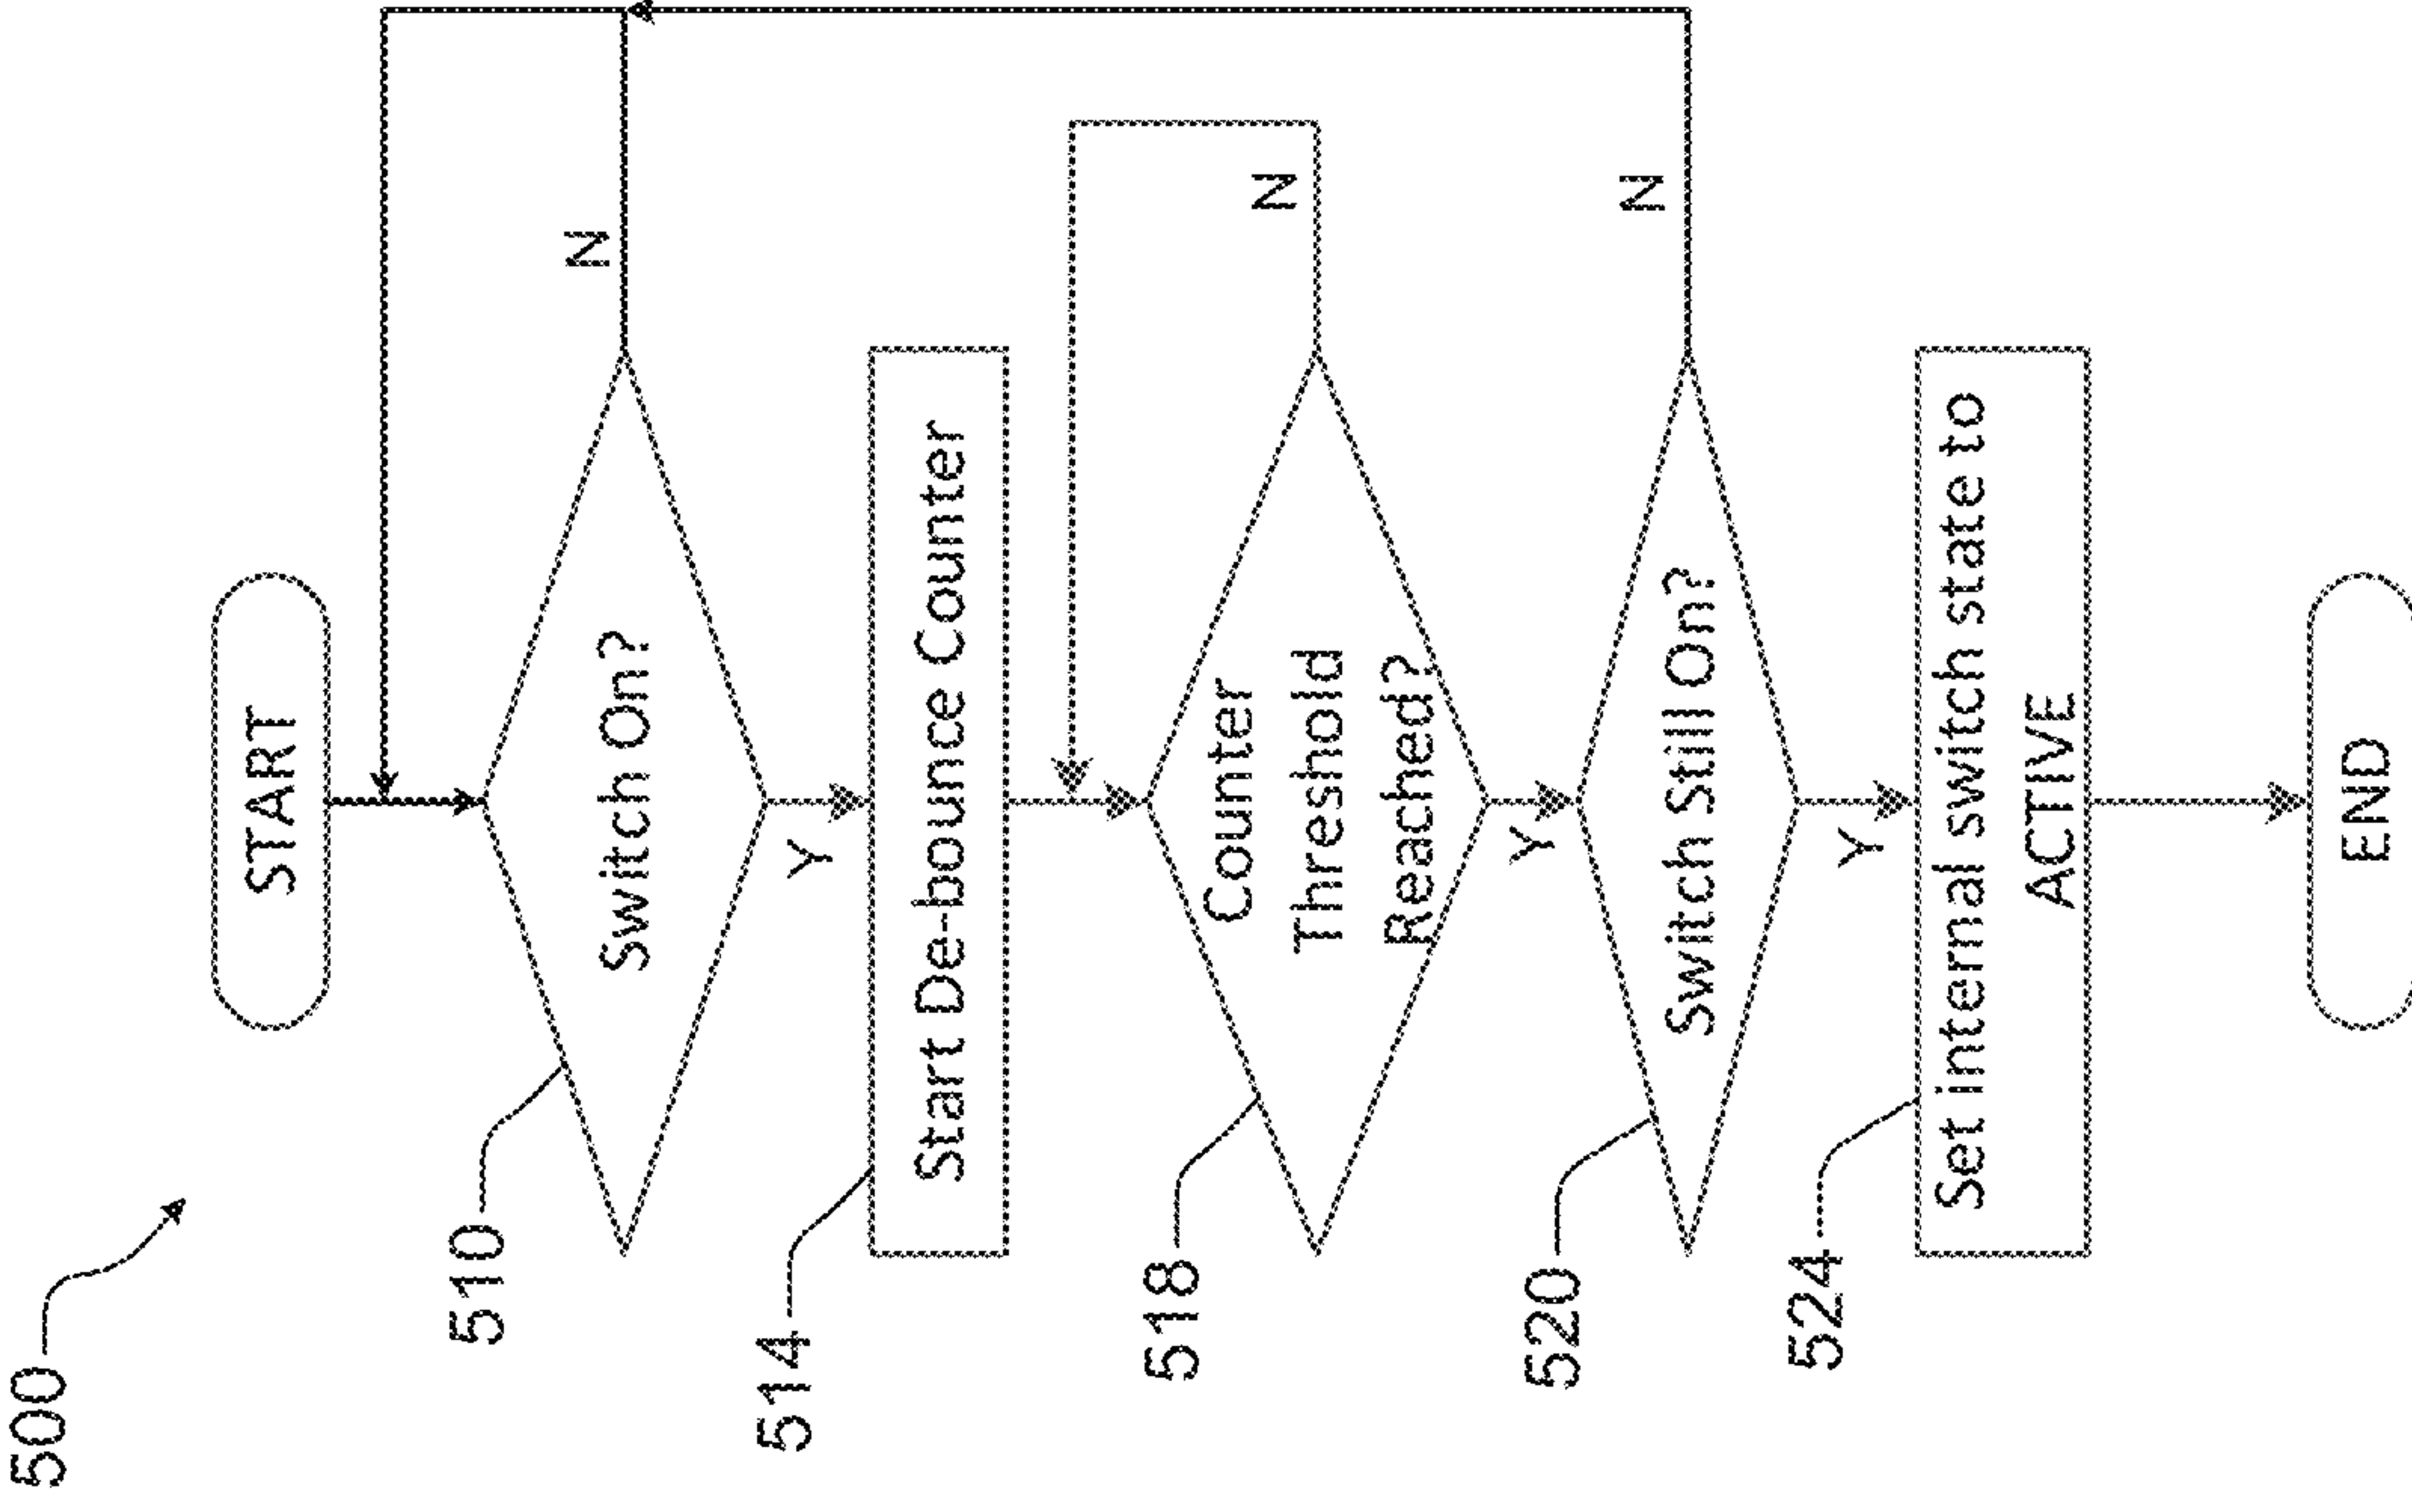 500
START
510
Switch On?
N
Y
514
Start De-bounce Counter
518
Counter
Threshold
Reached?
N
Y
520
Switch Still On?
N
Y
524
Set internal switch state to
ACTIVE
END